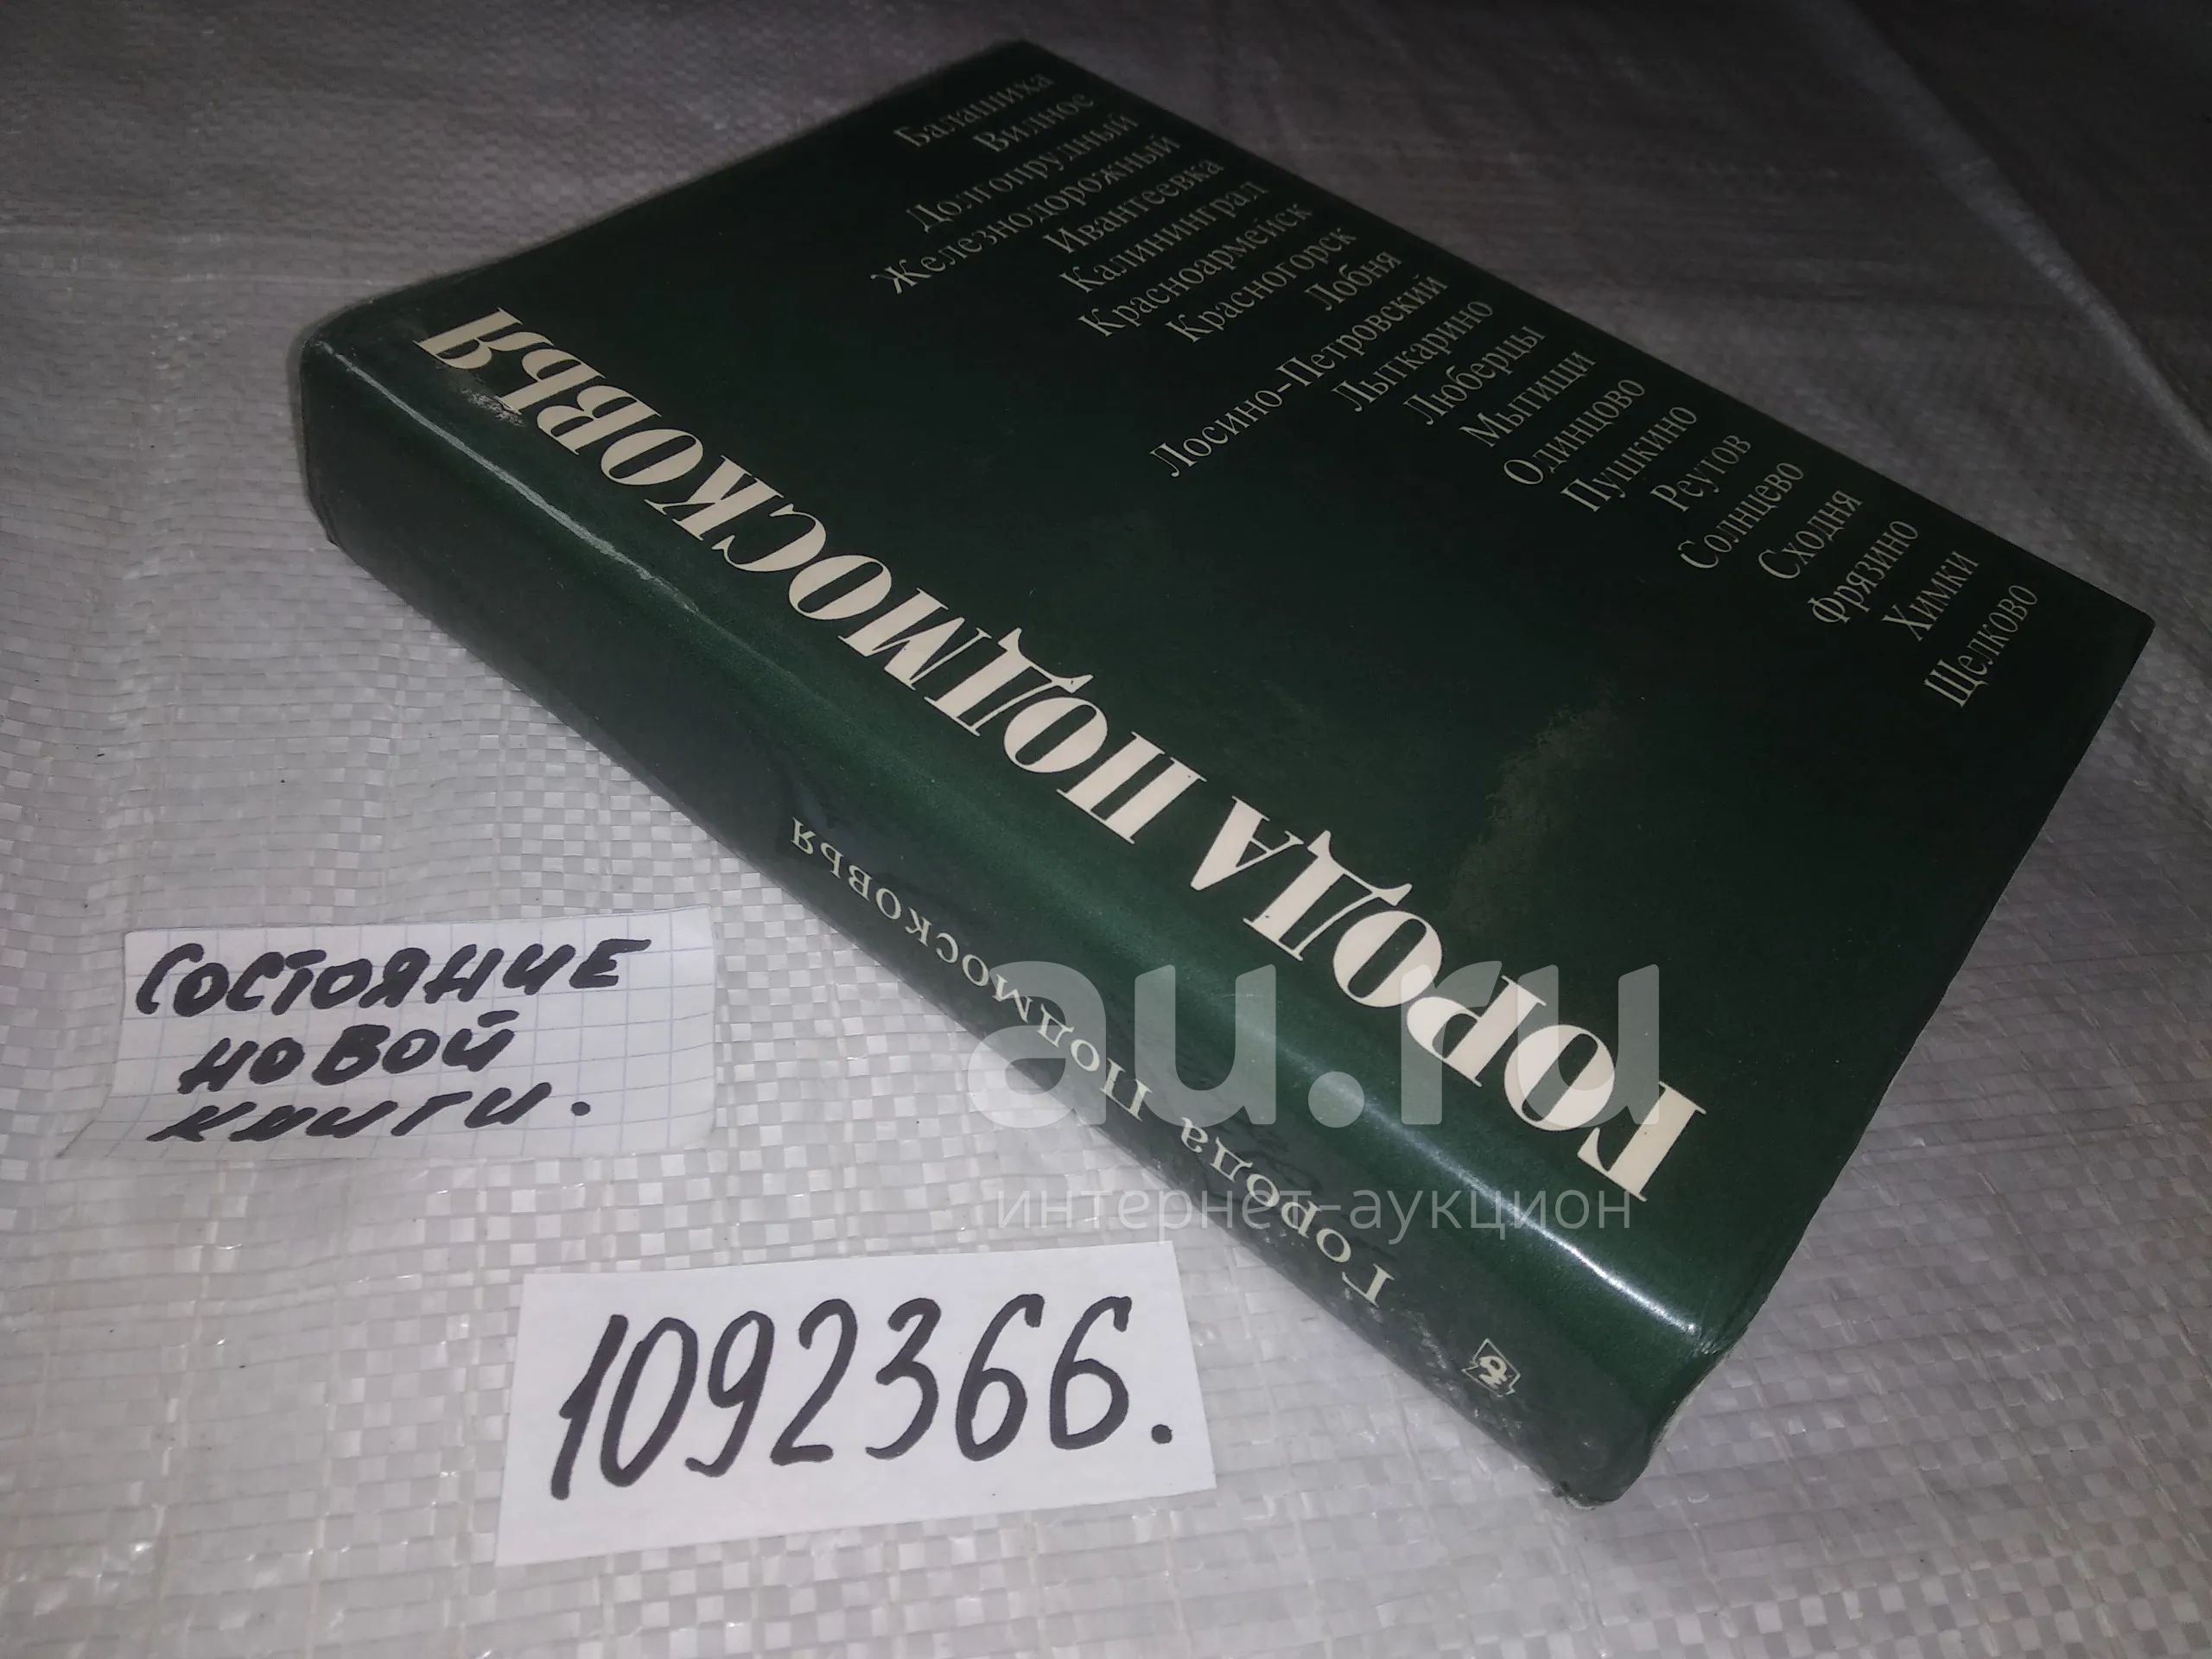 Балашиха
Видное
Долгопрудный
Железнодорожный
Ивантеевка
Калининград
Красноармейск
Красногорск
Лобня
Лосино-Петровский
Лыткарино
Люберцы
Мытищи
Одинцово
Пушкино
Реутов
Солнцево
Сходня
Фрязино
Химки
Щелково
ГОРОДА ПОДМОСКОВЬЯ
Города Подмосковья
au.ru
интернет-аукцион
СОСТОЯНИЕ
НОВОЙ
КНИГИ.
1092366.